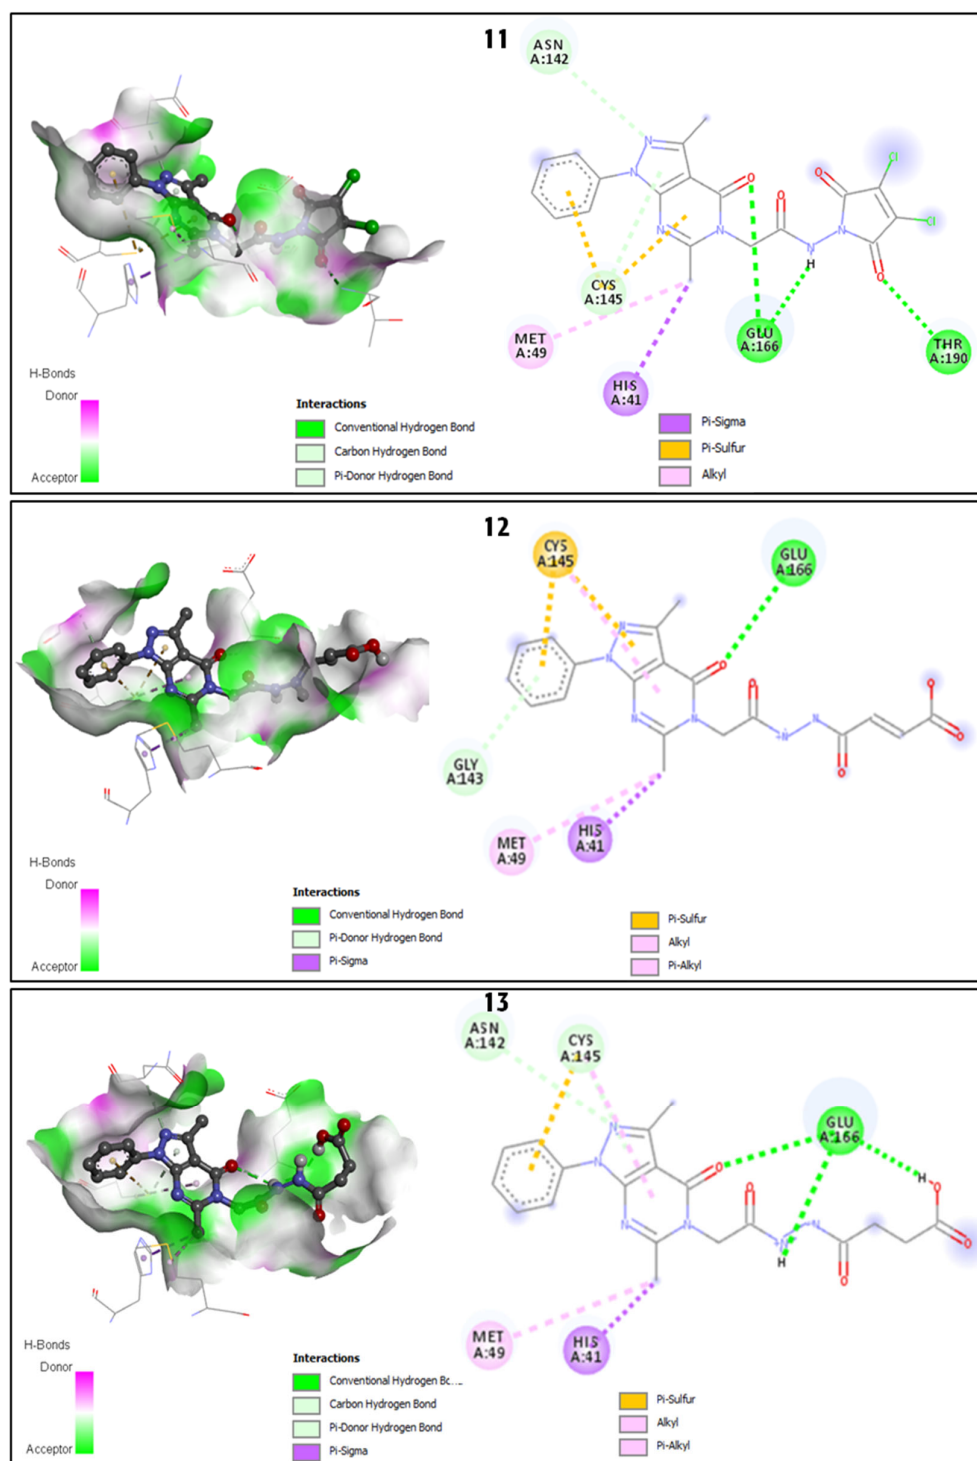 11
ASN
A:142
N
N
N
N
N
O
O
N
H
O
N
O
Cl
Cl
CYS
A:145
MET
A:49
HIS
A:41
GLU
A:166
THR
A:190
H-Bonds
Donor
Acceptor
Interactions
Conventional Hydrogen Bond
Carbon Hydrogen Bond
Pi-Donor Hydrogen Bond
Pi-Sigma
Pi-Sulfur
Alkyl
12
CYS
A:145
GLU
A:166
N
N
N
N
O
O
N+
N
O
O
O
GLY
A:143
MET
A:49
HIS
A:41
H-Bonds
Donor
Acceptor
Interactions
Conventional Hydrogen Bond
Pi-Donor Hydrogen Bond
Pi-Sigma
Pi-Sulfur
Alkyl
Pi-Alkyl
13
ASN
A:142
CYS
A:145
GLU
A:166
N
N
N
N
O
O
N+
H
N
O
H
O
O
MET
A:49
HIS
A:41
H-Bonds
Donor
Acceptor
Interactions
Conventional Hydrogen Bo....
Carbon Hydrogen Bond
Pi-Donor Hydrogen Bond
Pi-Sigma
Pi-Sulfur
Alkyl
Pi-Alkyl